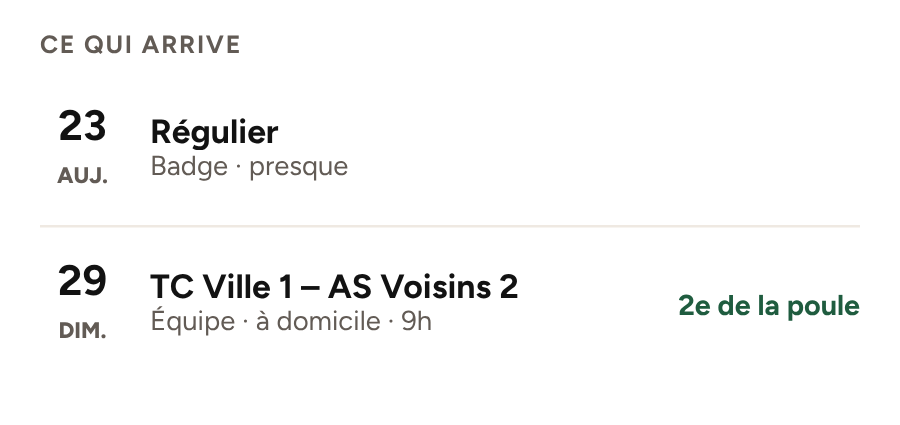 CE QUI ARRIVE
23
AUJ.
Régulier
Badge · presque
29
DIM.
TC Ville 1 – AS Voisins 2
Équipe · à domicile · 9h
2e de la poule